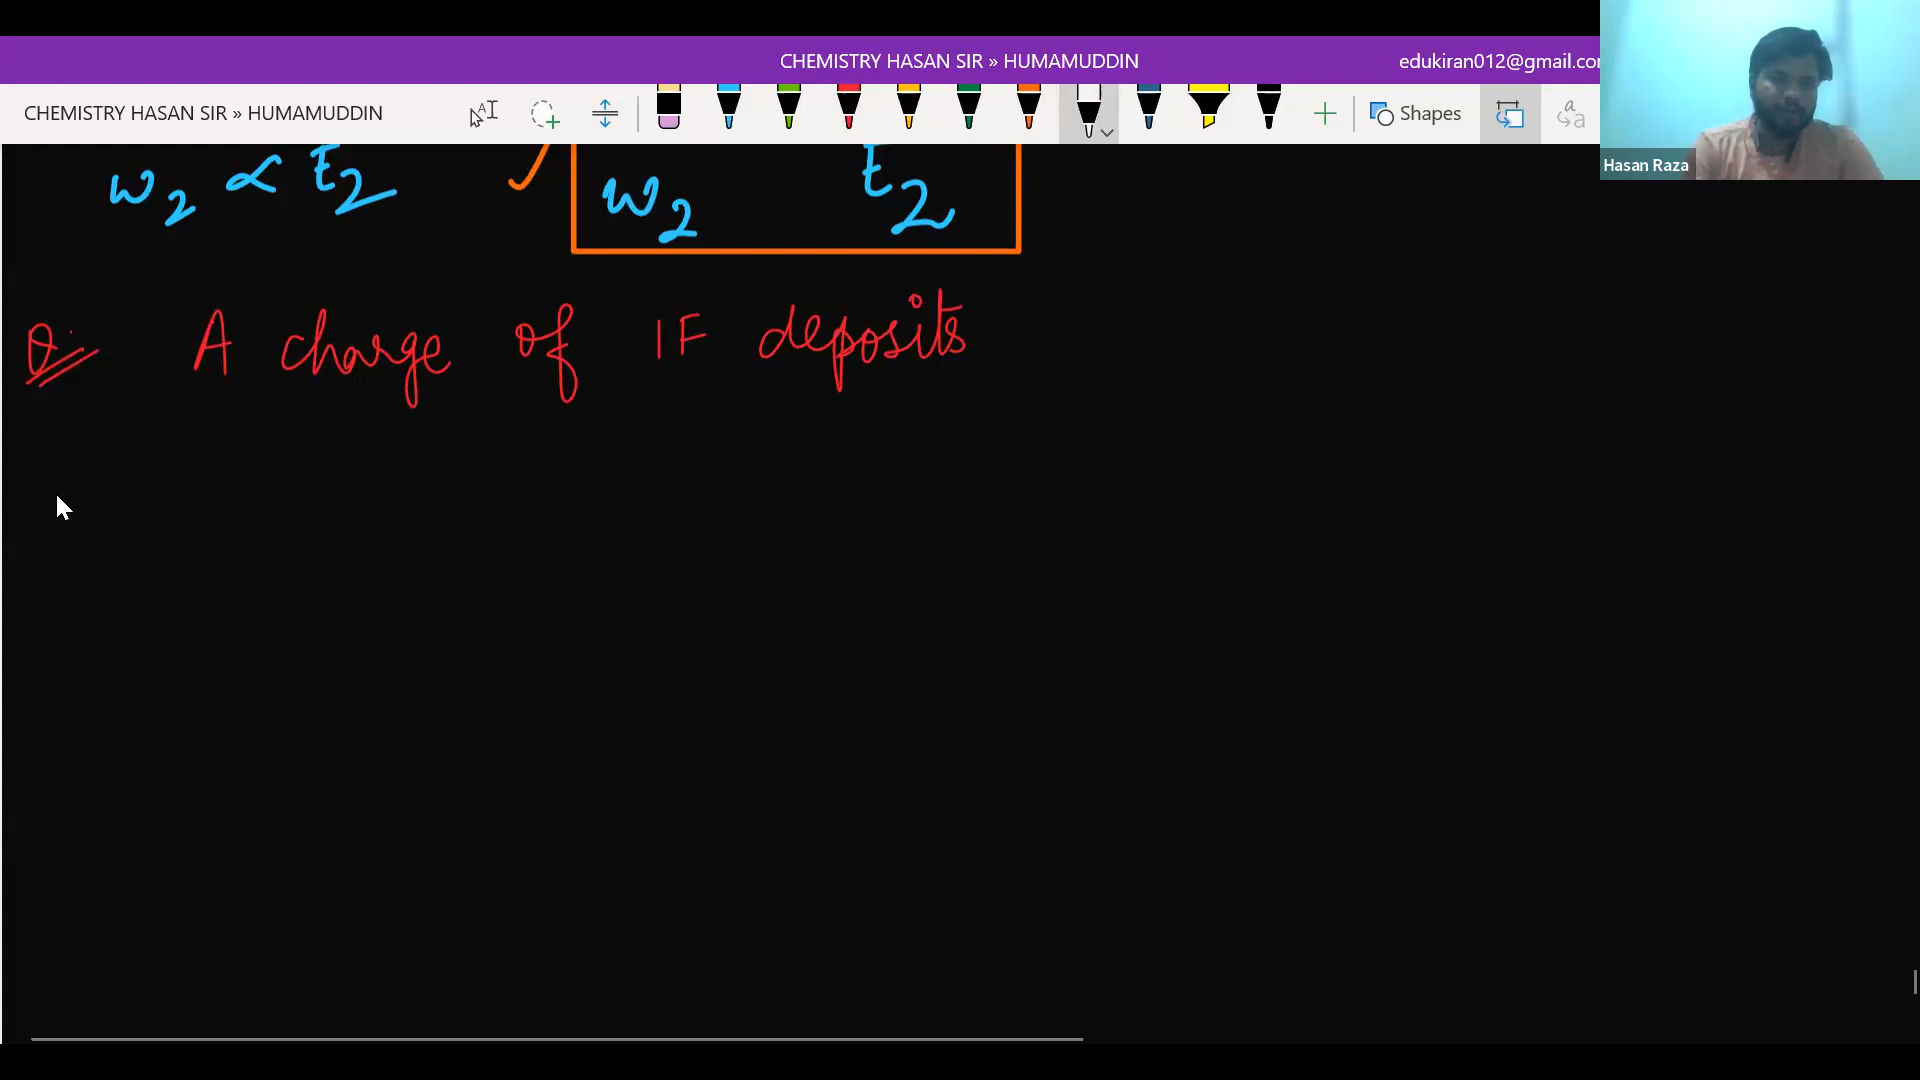 CHEMISTRY HASAN SIR » HUMAMUDDIN
edukiran012@gmail.co
CHEMISTRY HASAN SIR » HUMAMUDDIN
Shapes
Hasan Raza
w₂ ∝ E₂ w₂ E₂
Q. A charge of 1F deposits